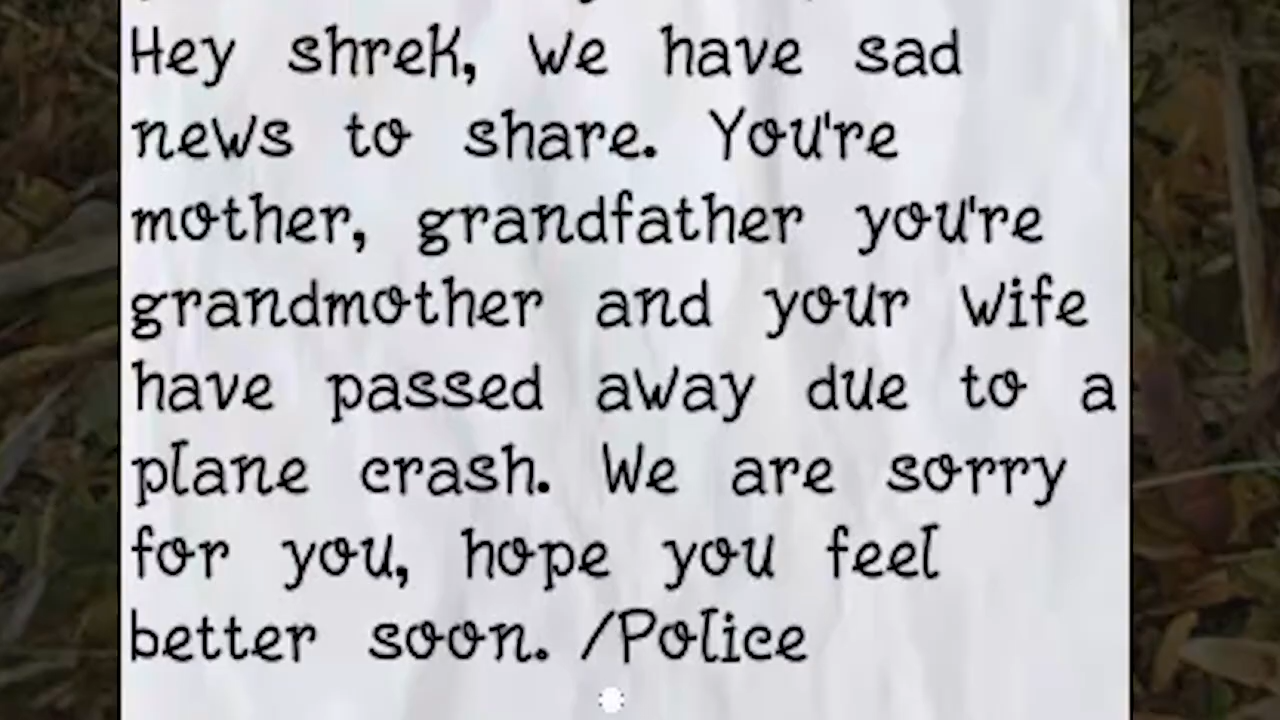 Hey shrek, we have sad
news to share. You're
mother, grandfather you're
grandmother and your wife
have passed away due to a
plane crash. We are sorry
for you, hope you feel
better soon. /Police